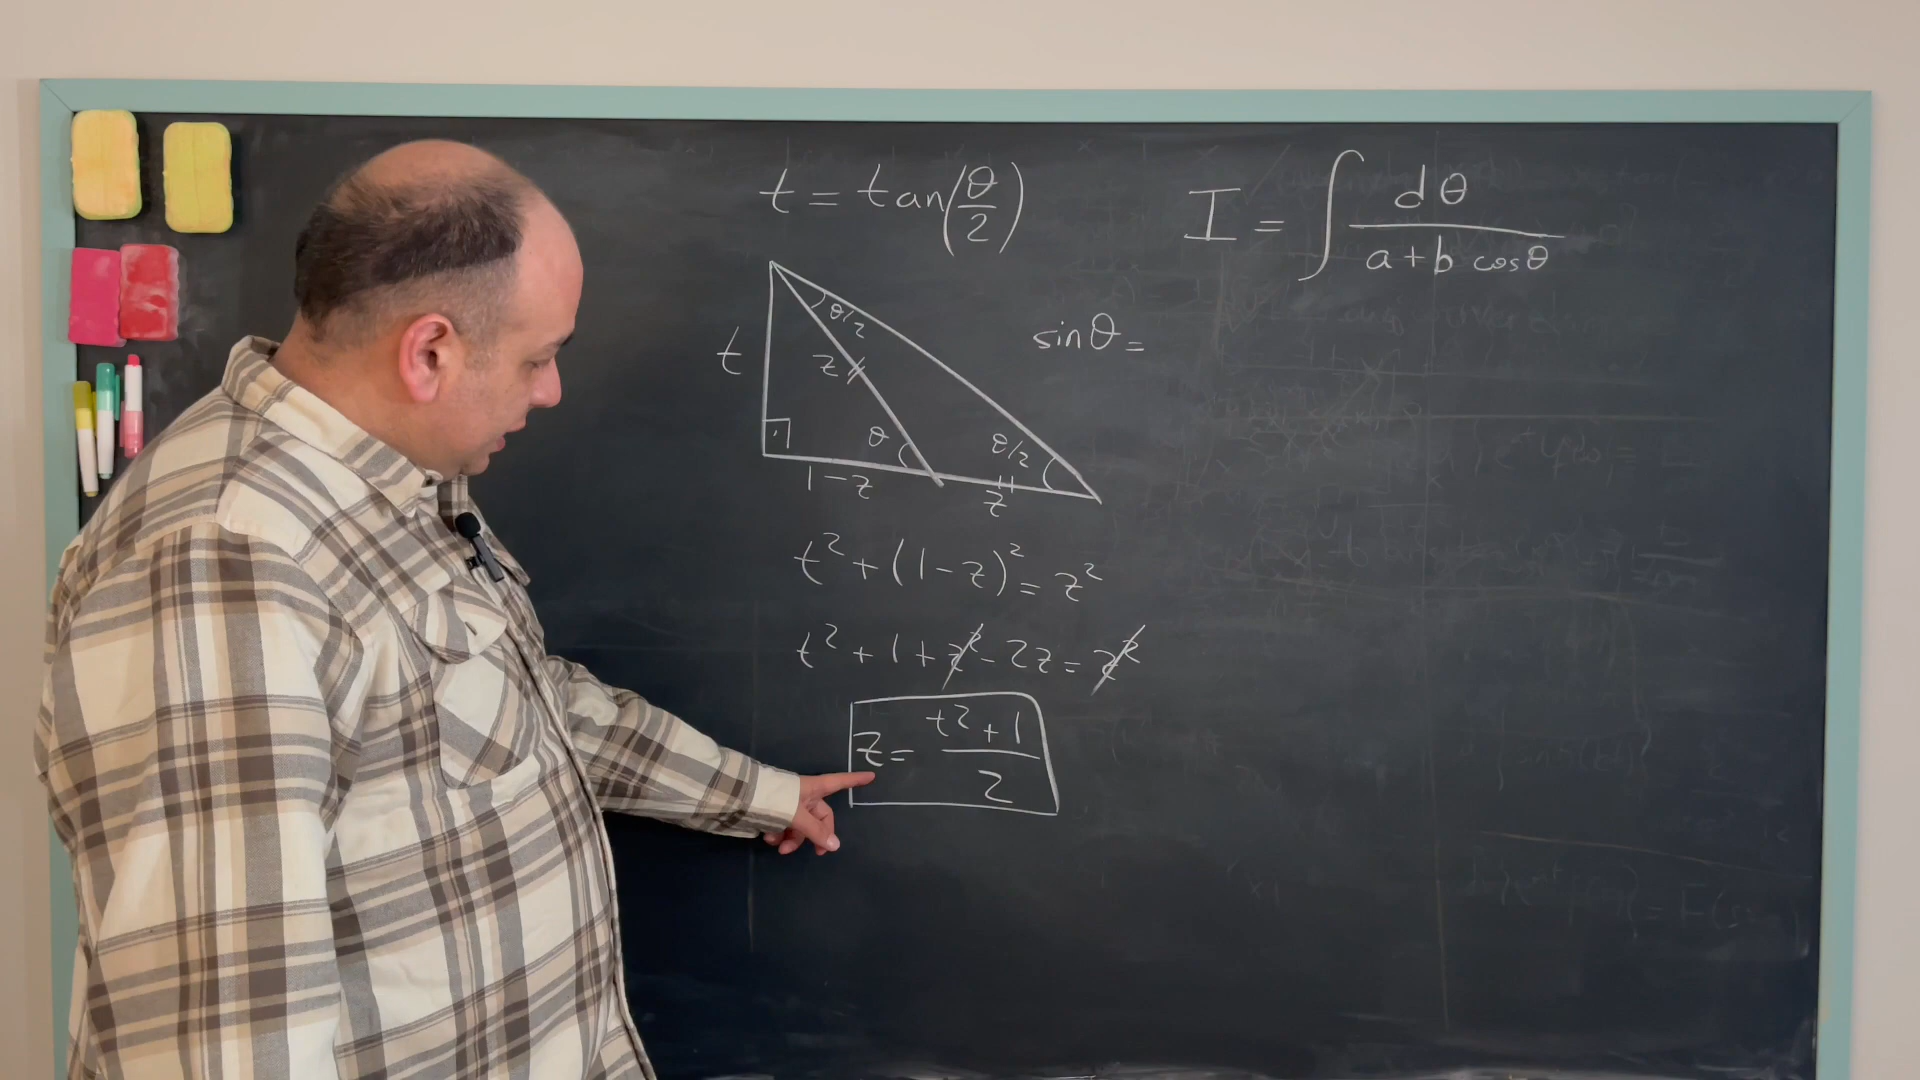 t = tan(θ/2)
I = ∫ dθ / (a + b cosθ)
θ/2
t
z
sinθ =
θ
θ/2
1-z
z
t² + (1-z)² = z²
t² + 1 + z² - 2z = z²
z = (t² + 1) / 2